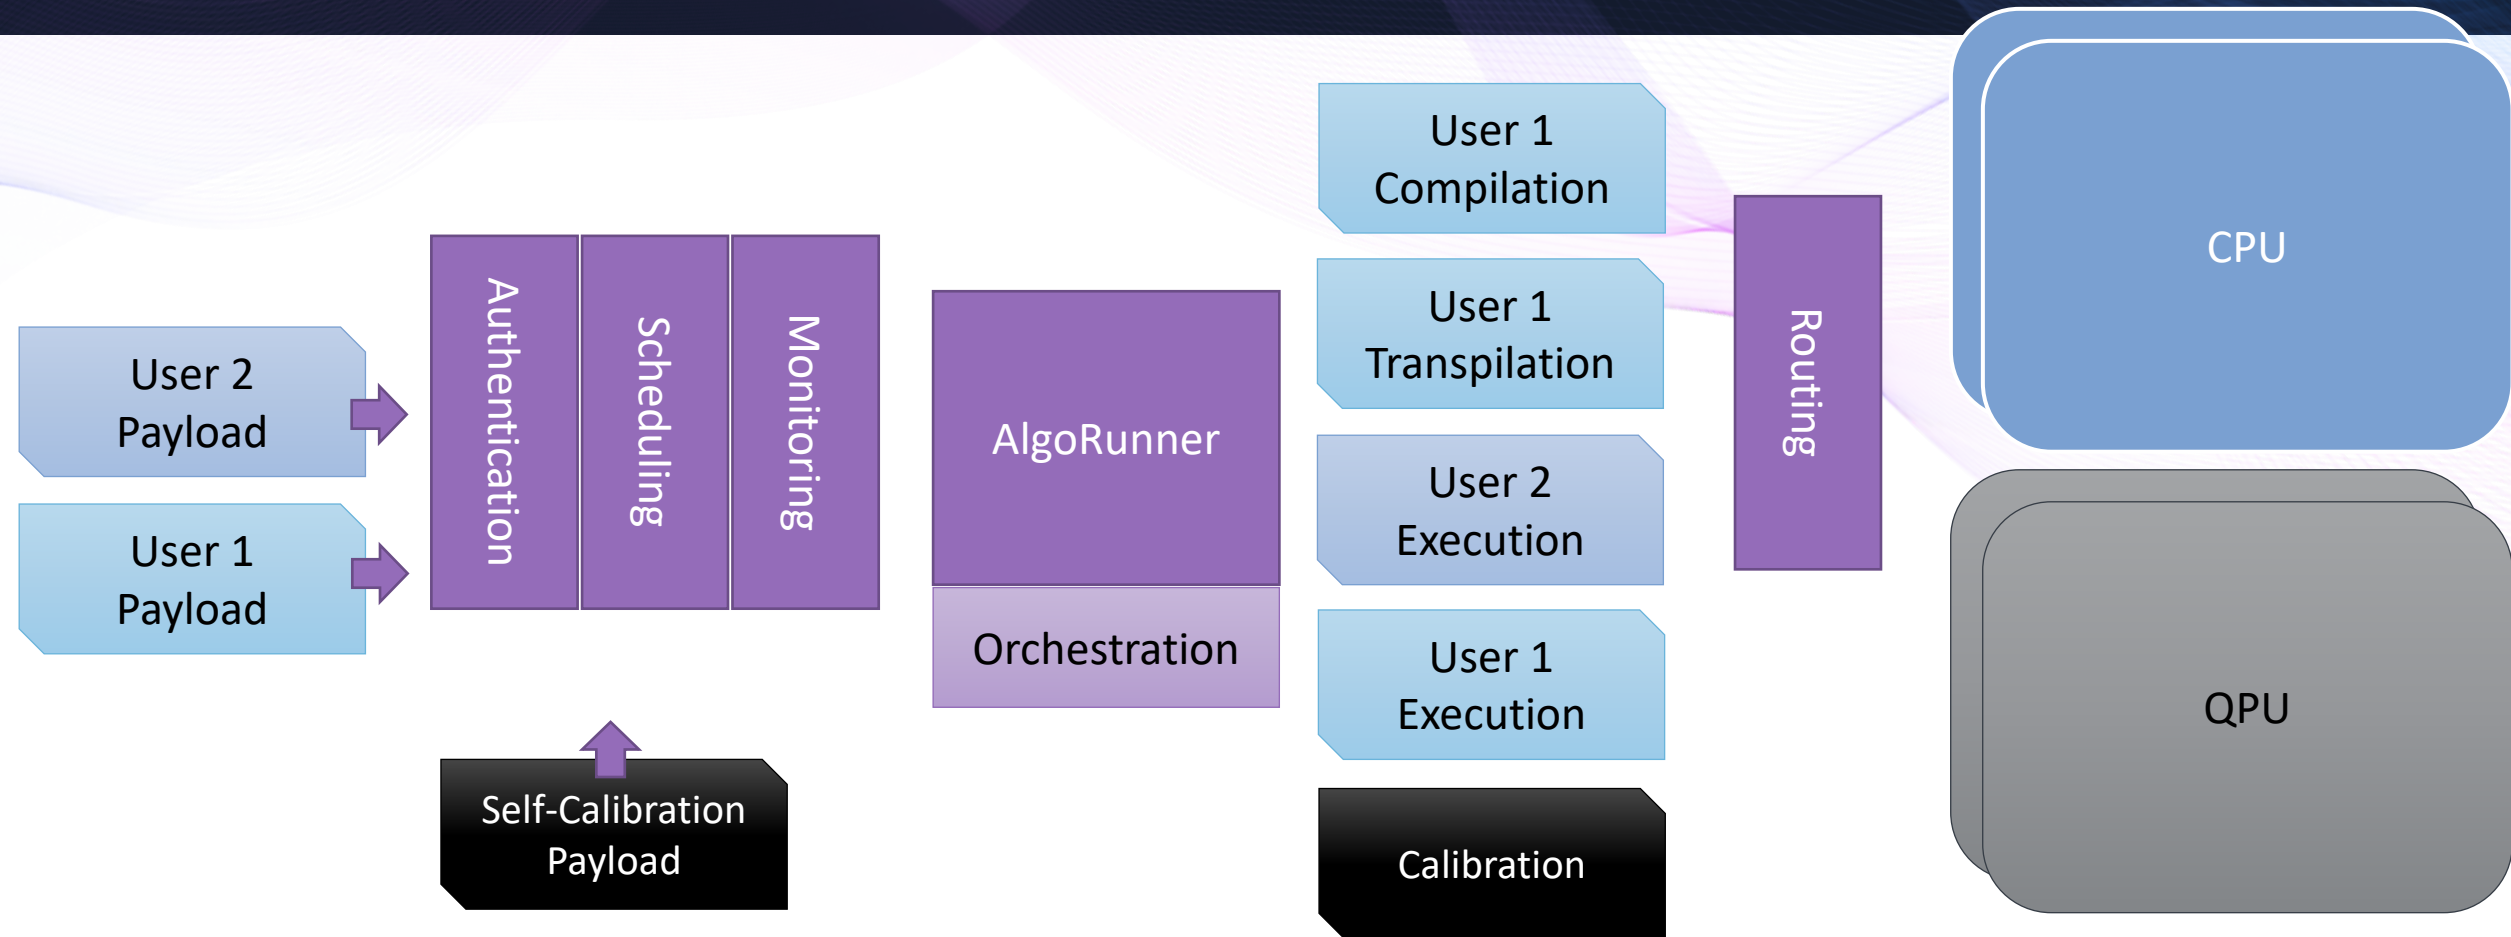 User 2
Payload
User 1
Payload
Authentication
Scheduling
Monitoring
Self-Calibration
Payload
AlgoRunner
Orchestration
User 1
Compilation
User 1
Transpilation
User 2
Execution
User 1
Execution
Calibration
Routing
CPU
QPU